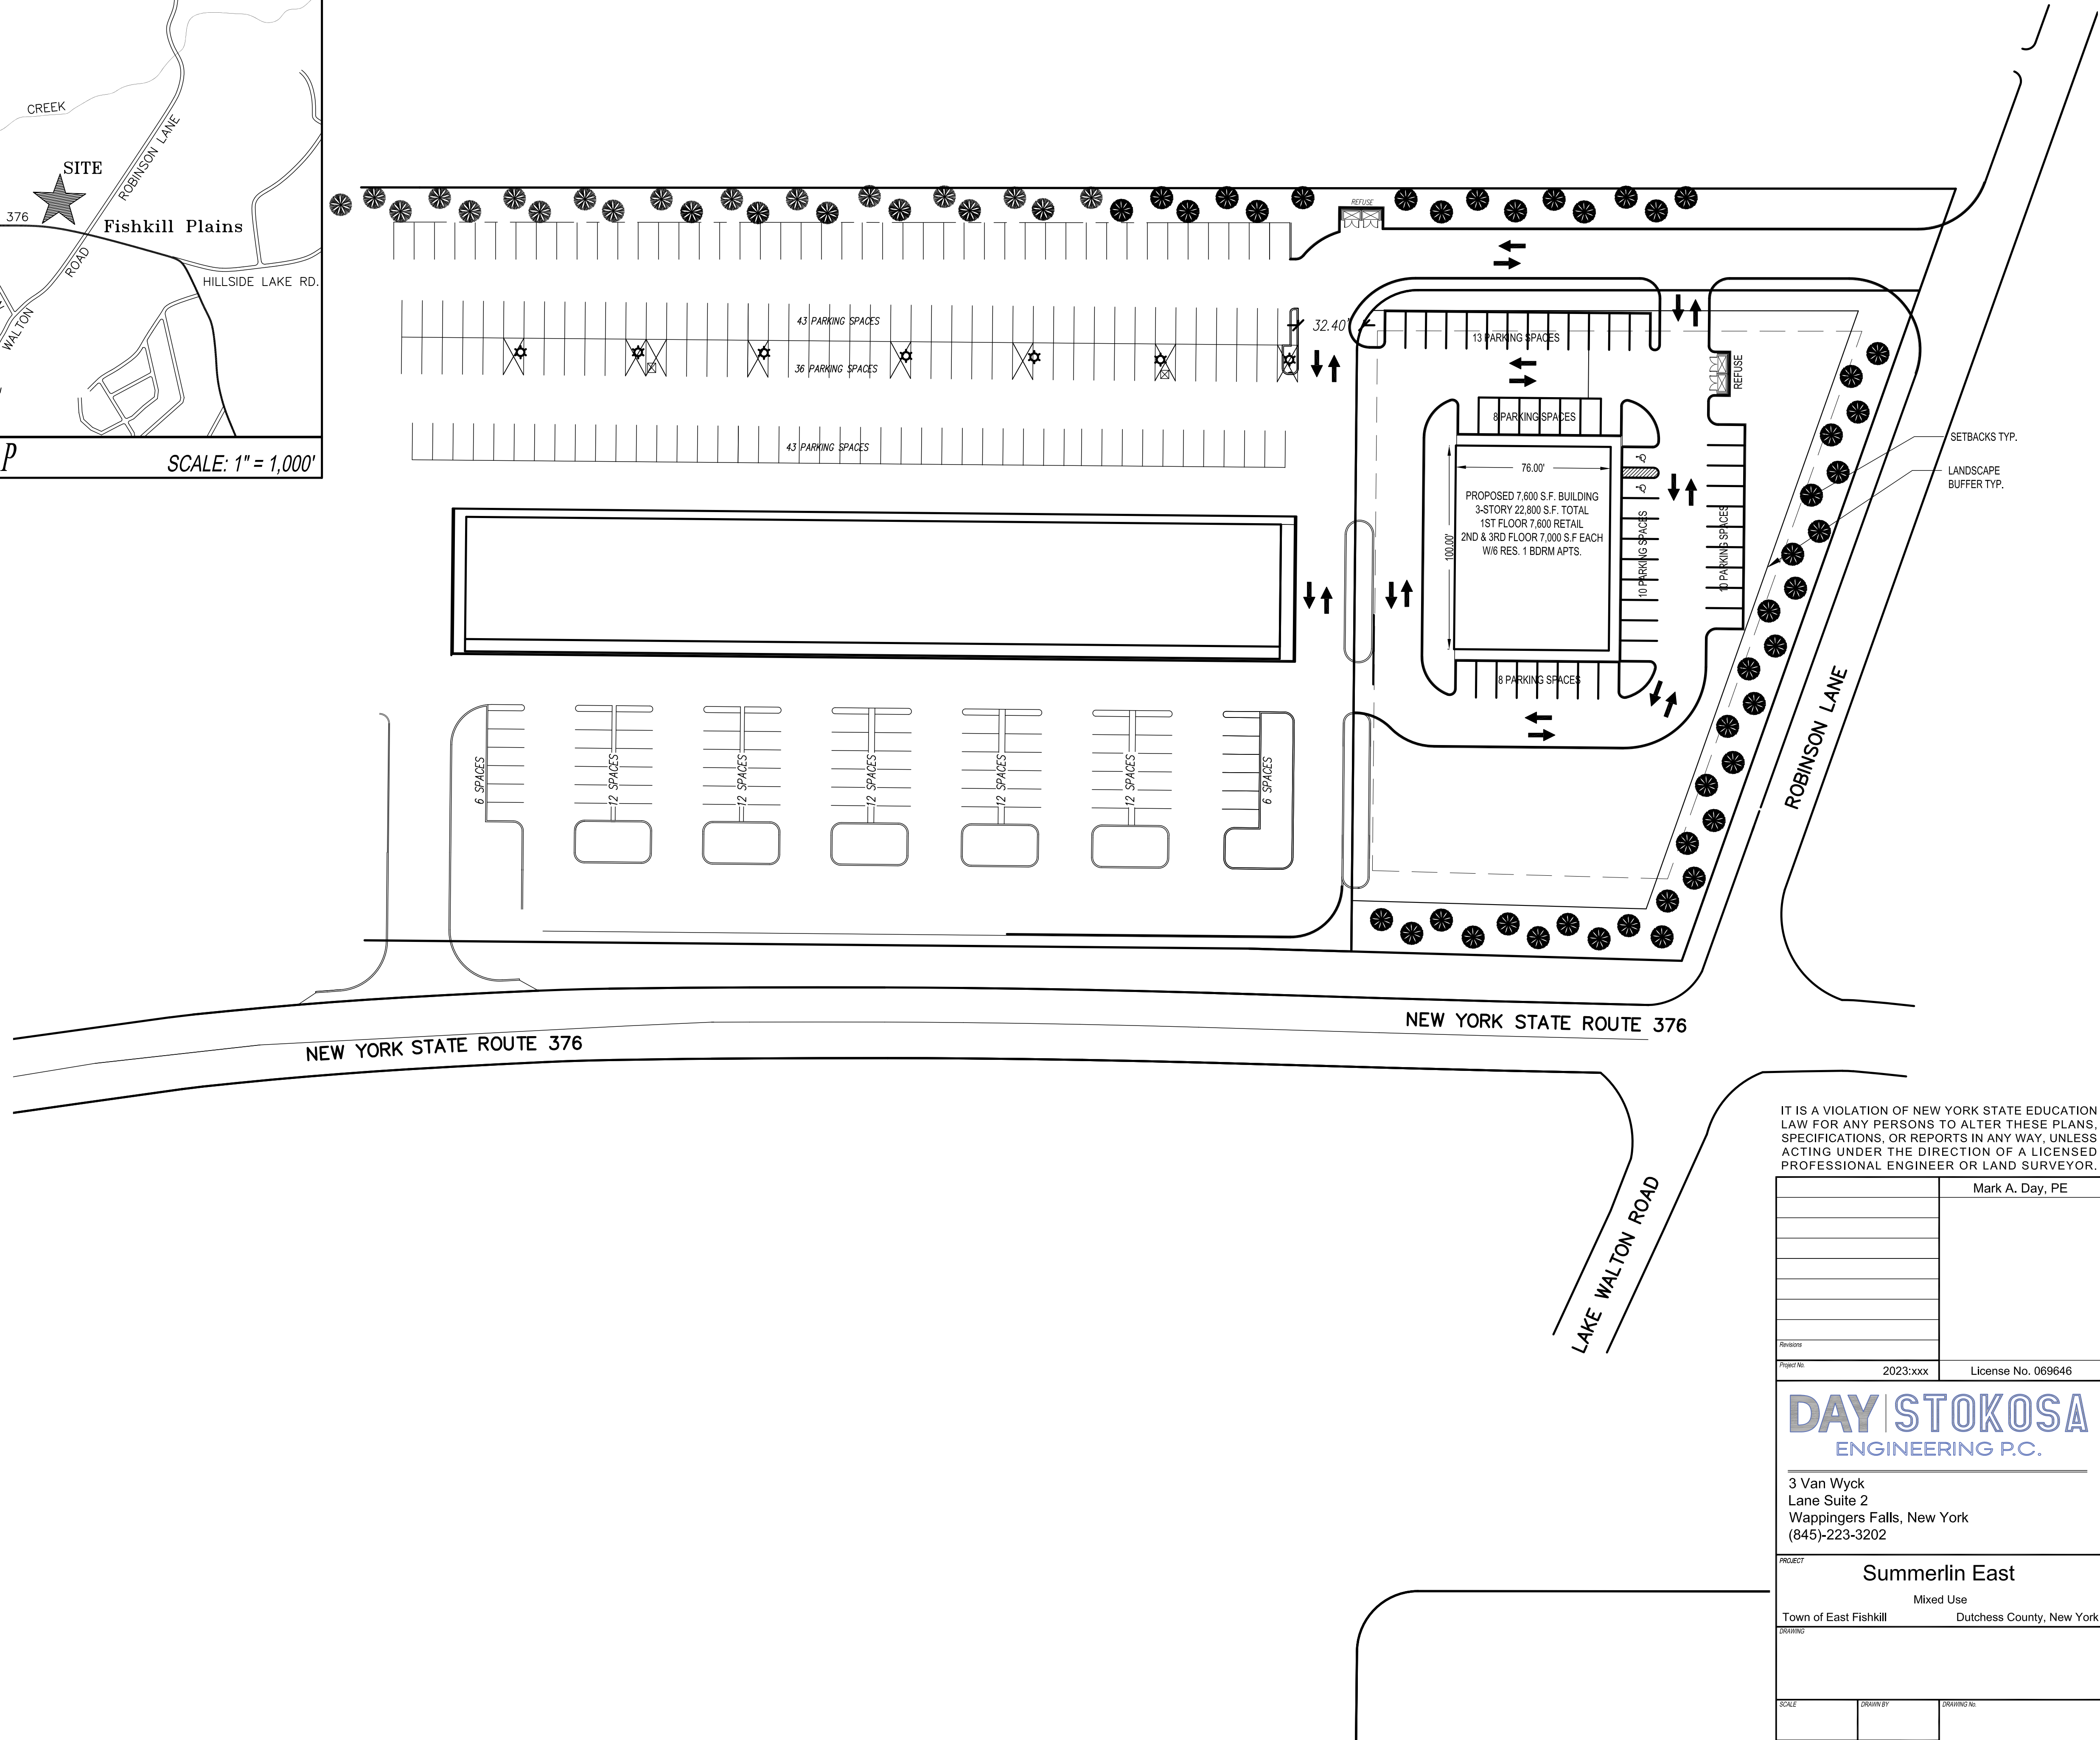 CREEK
SITE
ROBINSON LANE
376
Fishkill Plains
ROAD
HILLSIDE LAKE RD.
WALTON
P
SCALE: 1" = 1,000'
REFUSE
43 PARKING SPACES
32.40'
13 PARKING SPACES
36 PARKING SPACES
REFUSE
8 PARKING SPACES
43 PARKING SPACES
SETBACKS TYP.
LANDSCAPE
BUFFER TYP.
76.00'
PROPOSED 7,600 S.F. BUILDING
3-STORY 22,800 S.F. TOTAL
1ST FLOOR 7,600 RETAIL
2ND & 3RD FLOOR 7,000 S.F EACH
W/6 RES. 1 BDRM APTS.
100.00'
10 PARKING SPACES
10 PARKING SPACES
8 PARKING SPACES
6 SPACES
12 SPACES
12 SPACES
12 SPACES
12 SPACES
12 SPACES
6 SPACES
ROBINSON LANE
NEW YORK STATE ROUTE 376
NEW YORK STATE ROUTE 376
LAKE WALTON ROAD
IT IS A VIOLATION OF NEW YORK STATE EDUCATION
LAW FOR ANY PERSONS TO ALTER THESE PLANS,
SPECIFICATIONS, OR REPORTS IN ANY WAY, UNLESS
ACTING UNDER THE DIRECTION OF A LICENSED
PROFESSIONAL ENGINEER OR LAND SURVEYOR.
Mark A. Day, PE
Revisions
Project No.
2023:xxx
License No. 069646
DAY STOKOSA
ENGINEERING P.C.
3 Van Wyck
Lane Suite 2
Wappingers Falls, New York
(845)-223-3202
PROJECT
Summerlin East
Mixed Use
Town of East Fishkill
Dutchess County, New York
DRAWING
SCALE
DRAWN BY
DRAWING No.